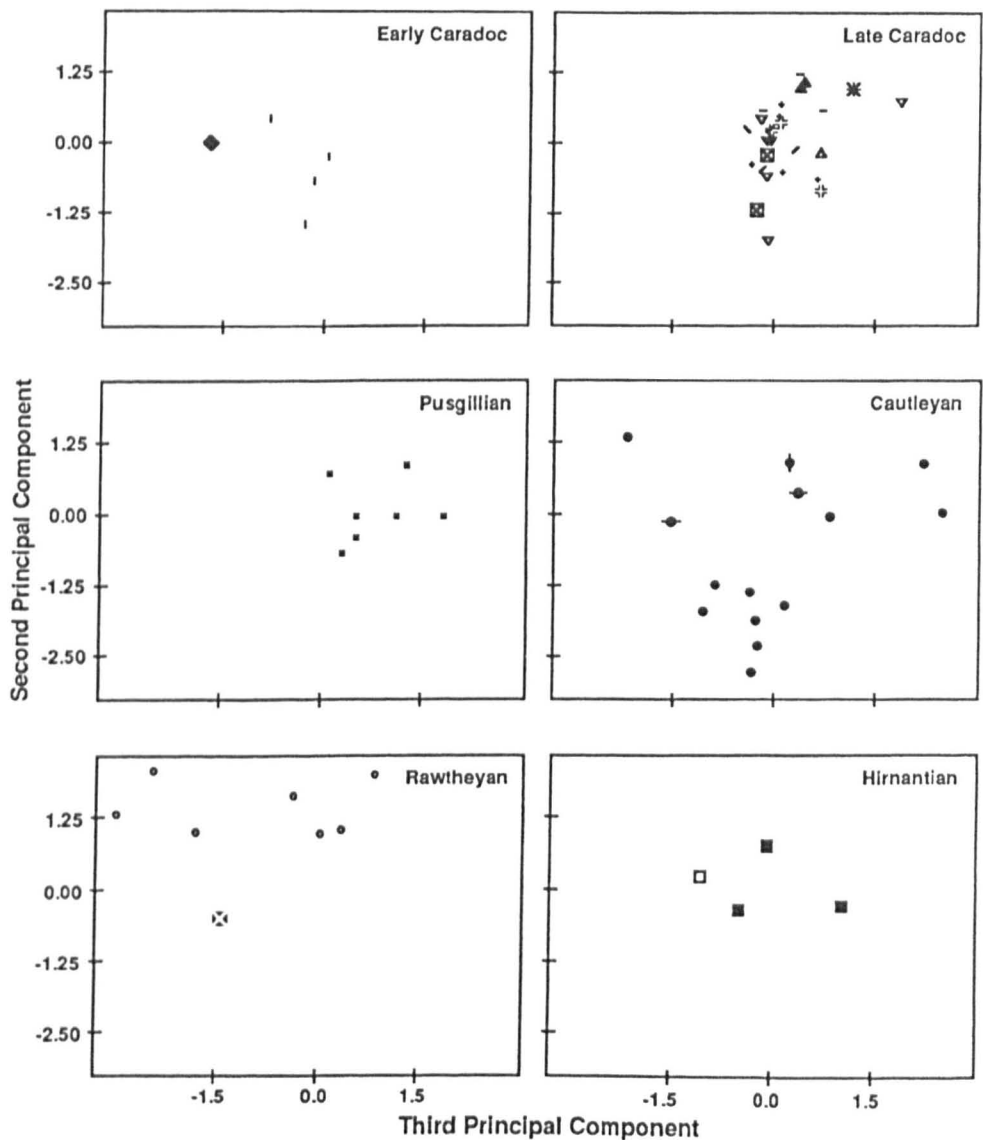 Early Caradoc
Late Caradoc
1.25
0.00
-1.25
-2.50
Pusgillian
Cautleyan
1.25
0.00
-1.25
-2.50
Rawtheyan
Hirnantian
1.25
0.00
-1.25
-2.50
-1.5 0.0 1.5
-1.5 0.0 1.5
Second Principal Component
Third Principal Component